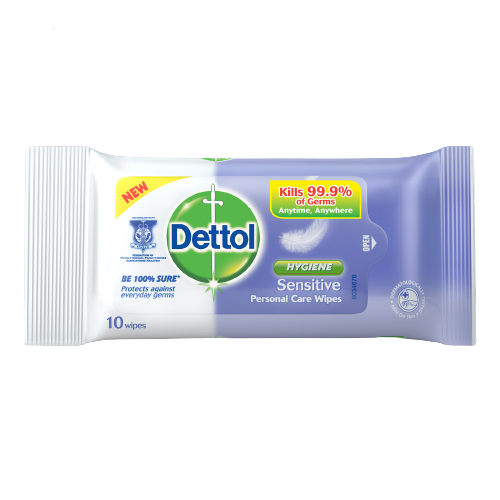 NEW
BE 100% SURE*
Protects against
everyday germs
10 wipes
Dettol
Kills 99.9%
of Germs
Anytime, Anywhere
OPEN
HYGIENE
Sensitive
Personal Care Wipes